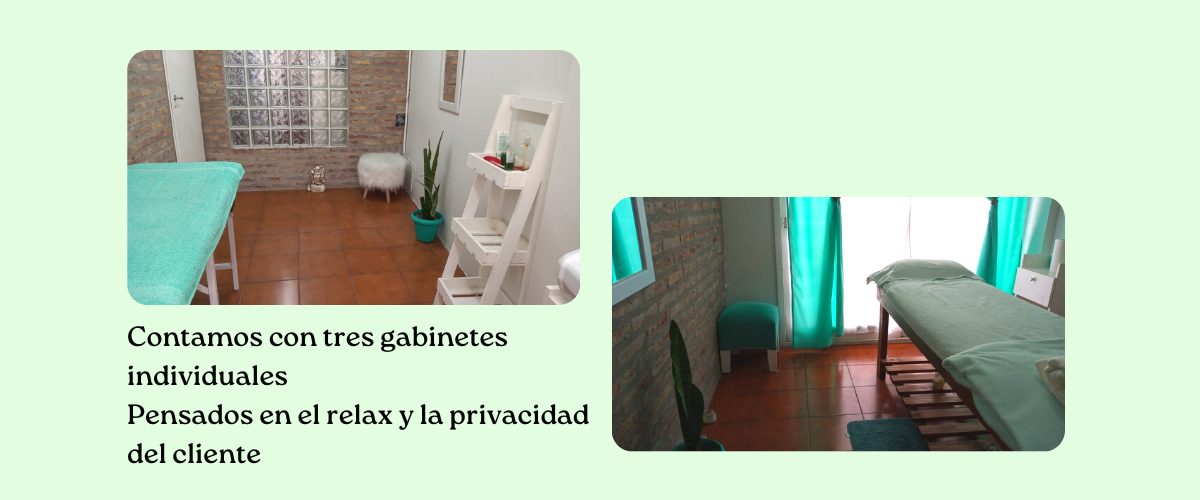 Contamos con tres gabinetes
individuales
Pensados en el relax y la privacidad
del cliente